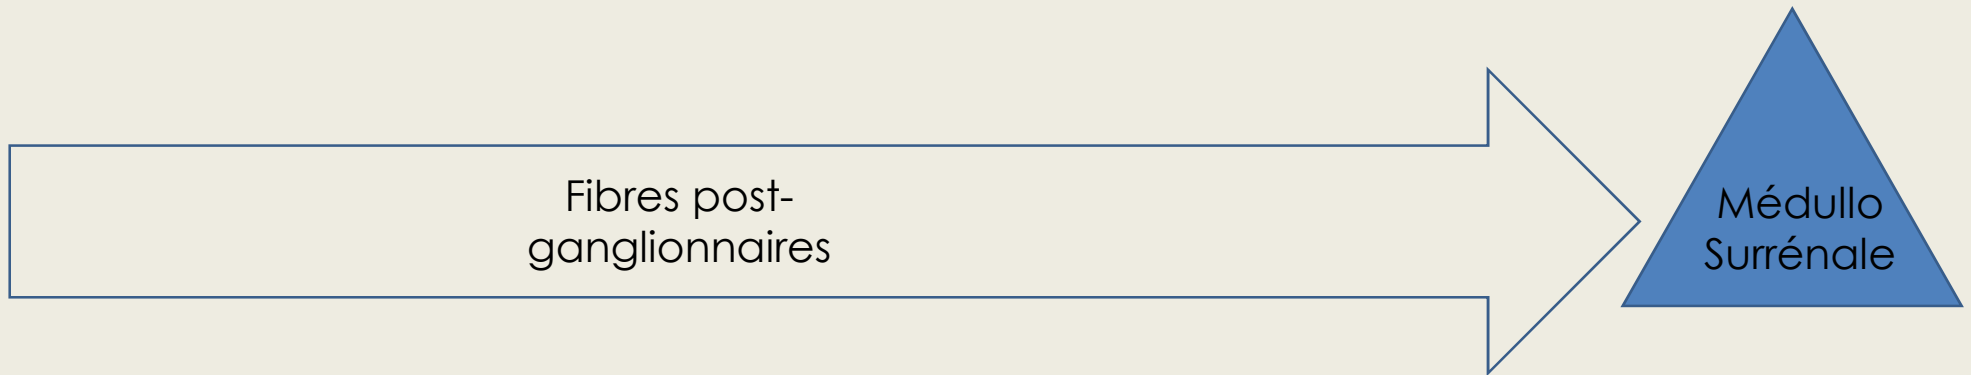 Fibres post-
ganglionnaires
Médullo
Surrénale